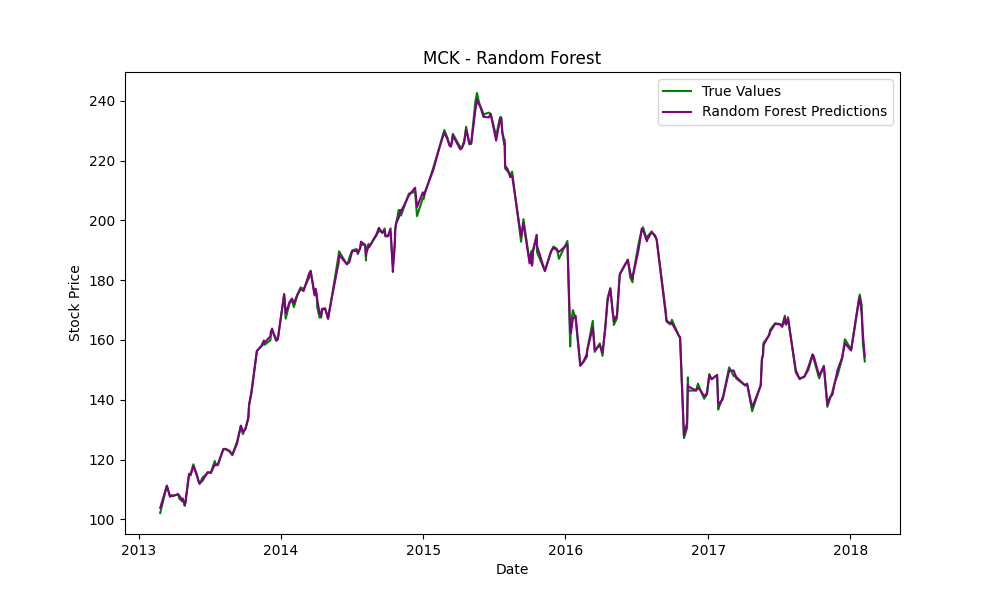 MCK - Random Forest
True Values
Random Forest Predictions
240
220
200
180
160
140
120
100
Stock Price
2013
2014
2015
2016
2017
2018
Date